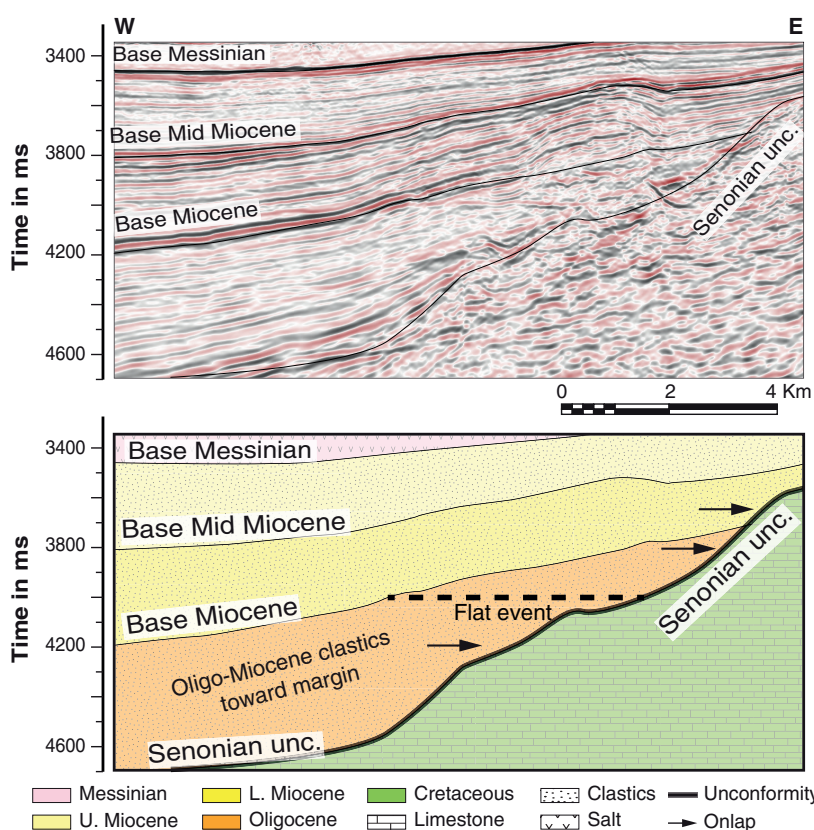 W E
3400
Base Messinian
Base Mid Miocene
3800
Base Miocene
Senonian unc.
4200
4600
Time in ms
0 2 4 Km
3400
Base Messinian
Base Mid Miocene
3800
Base Miocene
Flat event
Senonian unc.
4200
Oligo-Miocene clastics
toward margin
4600
Senonian unc.
Time in ms
Messinian L. Miocene Cretaceous Clastics Unconformity
U. Miocene Oligocene Limestone Salt Onlap